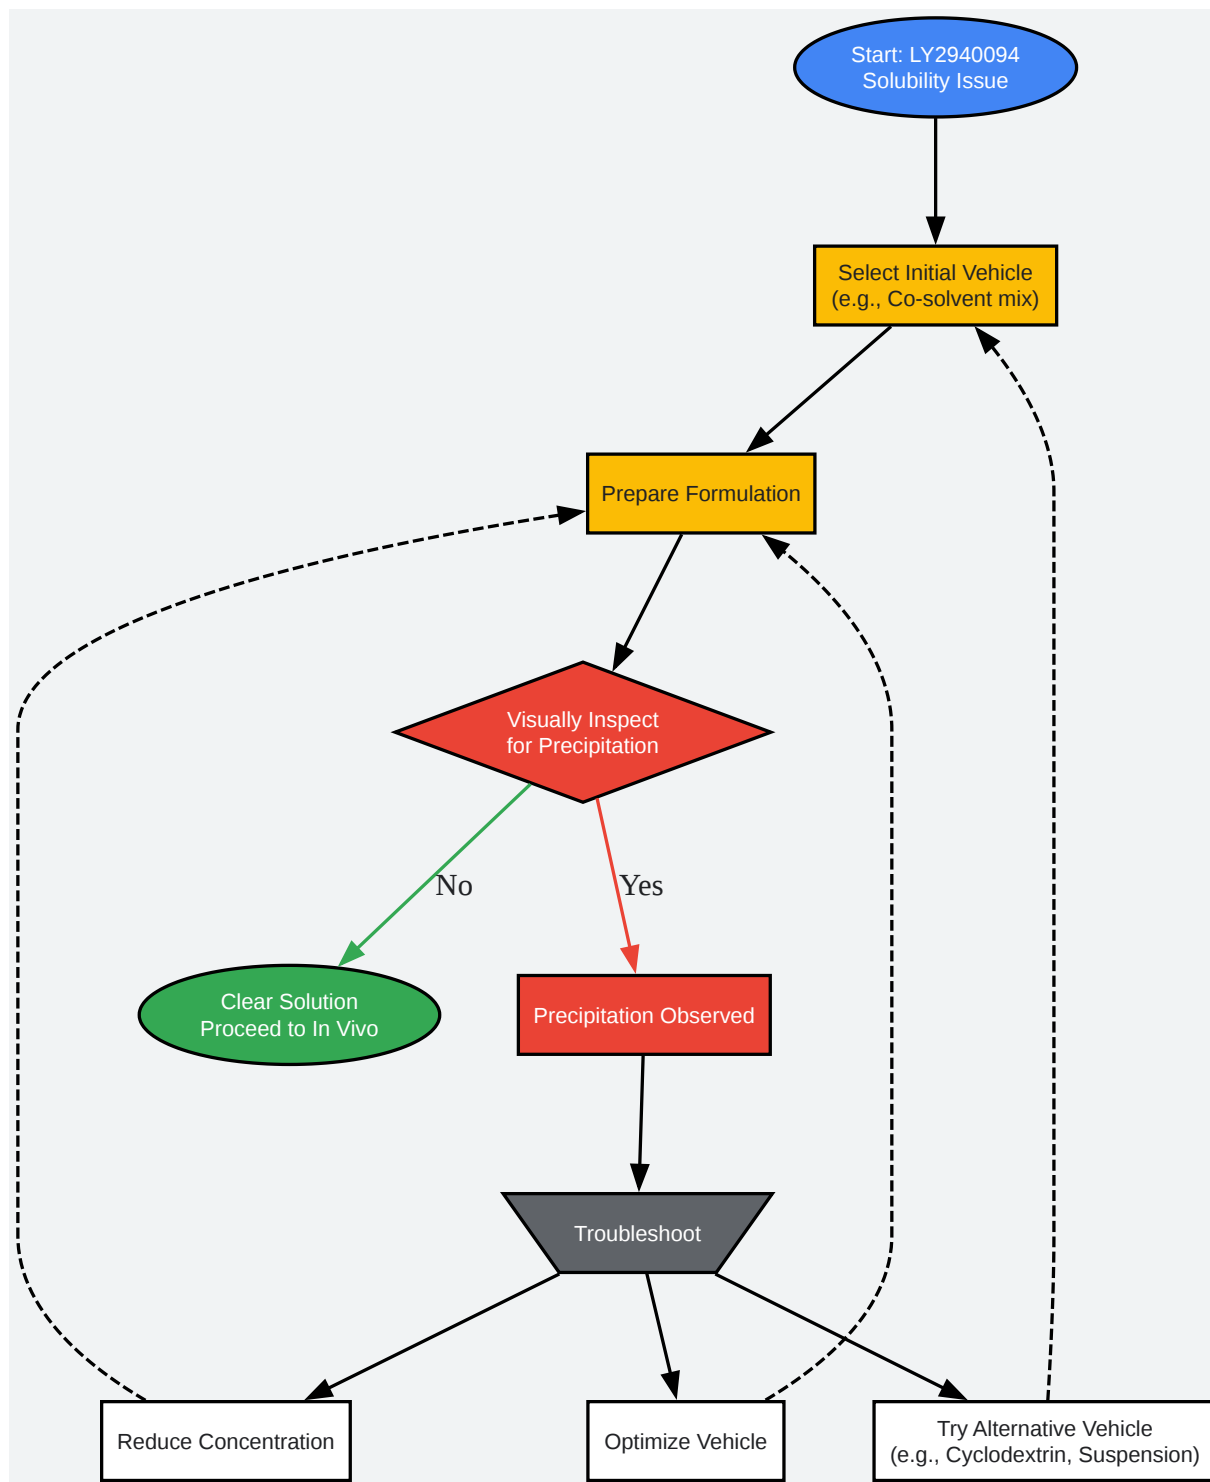 Start: LY2940094
Solubility Issue
Select Initial Vehicle
(e.g., Co-solvent mix)
Prepare Formulation
Visually Inspect
for Precipitation
No
Yes
Clear Solution
Proceed to In Vivo
Precipitation Observed
Troubleshoot
Reduce Concentration
Optimize Vehicle
Try Alternative Vehicle
(e.g., Cyclodextrin, Suspension)